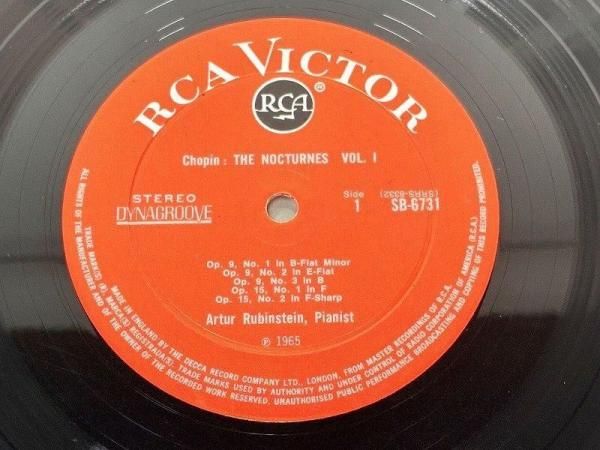 RCA VICTOR
RCA
®
Chopin: THE NOCTURNES VOL. I
STEREO
DYNAGROOVE
Side
1
(SRRS-6332)
SB-6731
Op. 9, No. 1 in B-Flat Minor
Op. 9, No. 2 in E-Flat
Op. 9, No. 3 in B
Op. 15, No. 1 in F
Op. 15, No. 2 in F-Sharp
Artur Rubinstein, Pianist
℗ 1965
ALL RIGHTS OF THE MANUFACTURER AND OF THE OWNER OF THE RECORDED WORK RESERVED. UNAUTHORISED PUBLIC PERFORMANCE BROADCASTING AND COPYING OF THIS RECORD PROHIBITED.
TRADE MARK(S) (R) MARCA(S) REGISTRADA(S). TRADE MARKS USED BY AUTHORITY AND UNDER CONTROL OF RADIO CORPORATION OF AMERICA (R.C.A.)
MADE IN ENGLAND BY THE DECCA RECORD COMPANY LTD., LONDON, FROM MASTER RECORDINGS OF R.C.A.